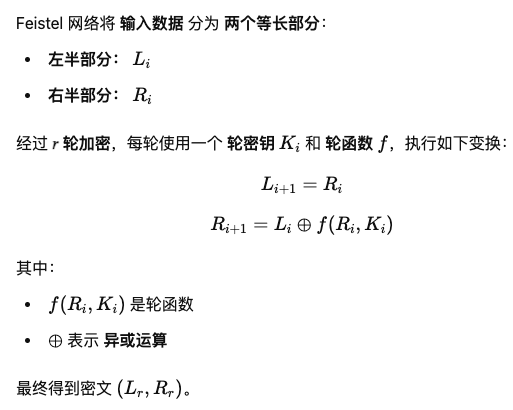 Feistel 网络将 输入数据 分为 两个等长部分：
• 左半部分： $L_i$
• 右半部分： $R_i$
经过 $r$ 轮加密，每轮使用一个 轮密钥 $K_i$ 和 轮函数 $f$，执行如下变换：
$L_{i+1} = R_i$
$R_{i+1} = L_i \oplus f(R_i, K_i)$
其中：
• $f(R_i, K_i)$ 是轮函数
• $\oplus$ 表示 异或运算
最终得到密文 $(L_r, R_r)$。